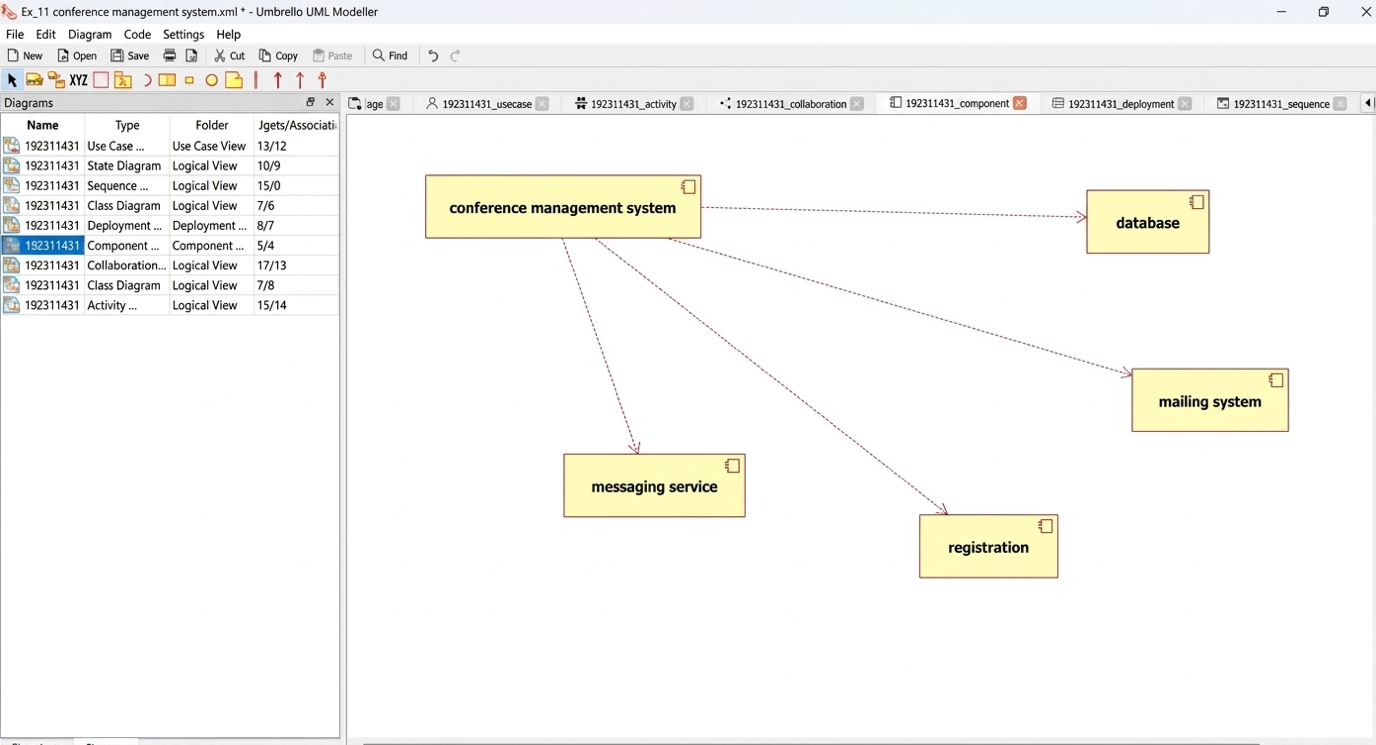 Ex_11 conference management system.xml * - Umbrello UML Modeller
File Edit Diagram Code Settings Help
New Open Save Cut Copy Paste Find
XYZ
Diagrams
age 192311431_usecase 192311431_activity 192311431_collaboration 192311431_component 192311431_deployment 192311431_sequence
Name Type Folder Jgets/Associati
192311431 Use Case ... Use Case View 13/12
192311431 State Diagram Logical View 10/9
192311431 Sequence ... Logical View 15/0
192311431 Class Diagram Logical View 7/6
192311431 Deployment ... Deployment ... 8/7
192311431 Component ... Component ... 5/4
192311431 Collaboration... Logical View 17/13
192311431 Class Diagram Logical View 7/8
192311431 Activity ... Logical View 15/14
conference management system
database
mailing system
messaging service
registration